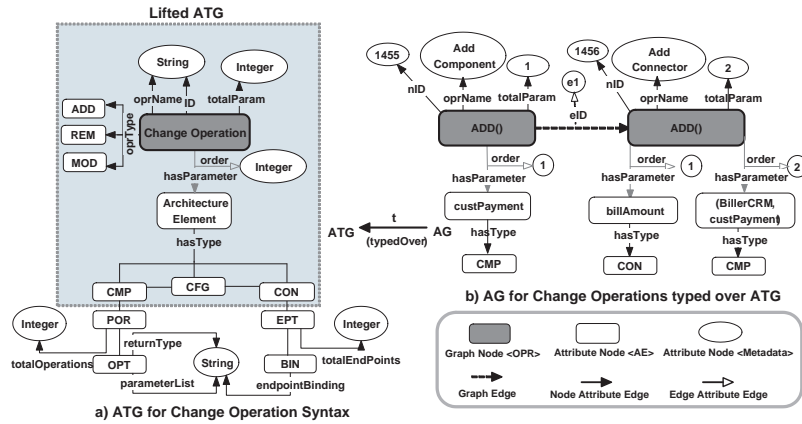 Lifted ATG
String
Integer
oprName
ID
totalParam
ADD
REM
MOD
oprType
Change Operation
order
hasParameter
Integer
Architecture
Element
hasType
CMP
CFG
CON
POR
EPT
Integer
Integer
totalOperations
returnType
String
totalEndPoints
OPT
BIN
parameterList
endpointBinding
a) ATG for Change Operation Syntax
ATG
t
(typedOver)
AG
1455
Add
Component
1
nID
oprName
totalParam
e1
eID
ADD()
order
1
hasParameter
custPayment
hasType
CMP
1456
Add
Connector
2
nID
oprName
totalParam
ADD()
order
1
hasParameter
billAmount
hasType
CON
order
2
hasParameter
(BillerCRM,
custPayment)
hasType
CMP
b) AG for Change Operations typed over ATG
Graph Node <OPR>
Attribute Node <AE>
Attribute Node <Metadata>
Graph Edge
Node Attribute Edge
Edge Attribute Edge